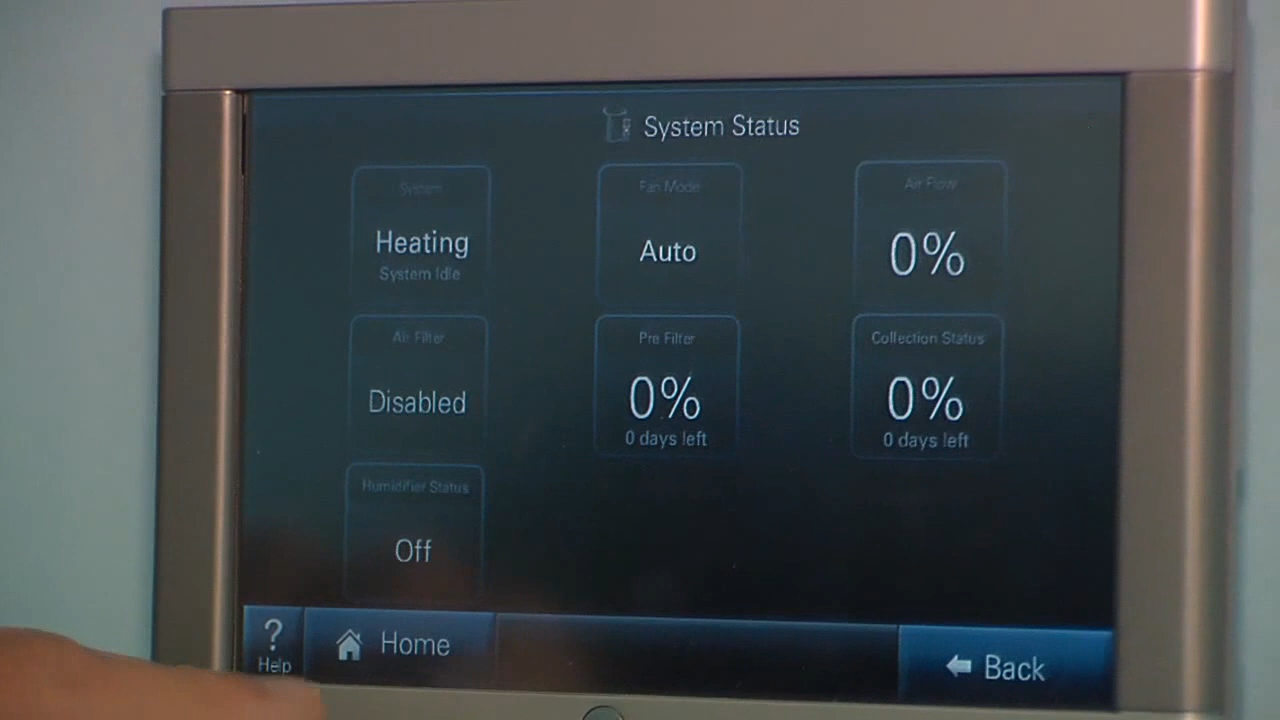 System Status
System
Heating
System Idle
Fan Mode
Auto
Air Flow
0%
Air Filter
Disabled
Pre Filter
0%
0 days left
Collection Status
0%
0 days left
Humidifier Status
Off
?
Help
Home
Back